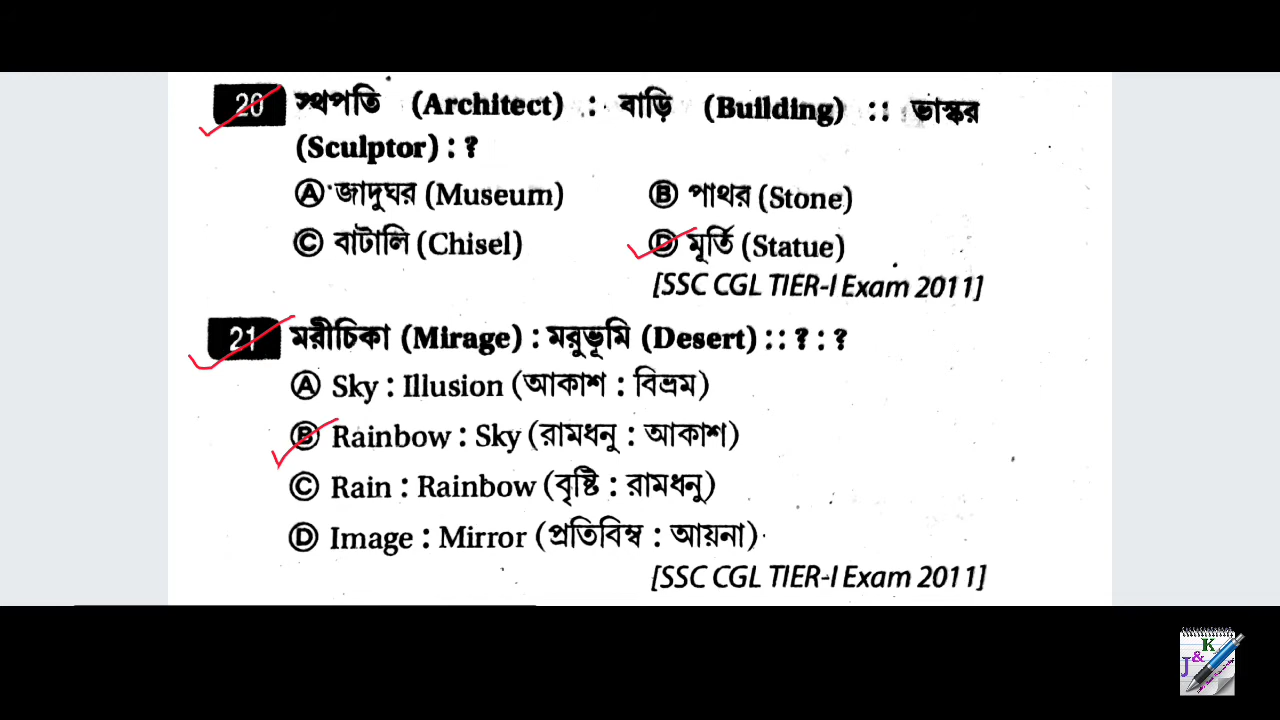 20 স্থপতি (Architect) : বাড়ি (Building) :: ভাস্কর
(Sculptor) : ?
Ⓐ জাদুঘর (Museum) Ⓑ পাথর (Stone)
Ⓒ বাটালি (Chisel) Ⓓ মূর্তি (Statue)
[SSC CGL TIER-I Exam 2011]
21 মরীচিকা (Mirage) : মরুভূমি (Desert) :: ? : ?
Ⓐ Sky : Illusion (আকাশ : বিভ্রম)
Ⓑ Rainbow : Sky (রামধনু : আকাশ)
Ⓒ Rain : Rainbow (বৃষ্টি : রামধনু)
Ⓓ Image : Mirror (প্রতিবিম্ব : আয়না)
[SSC CGL TIER-I Exam 2011]
J&K